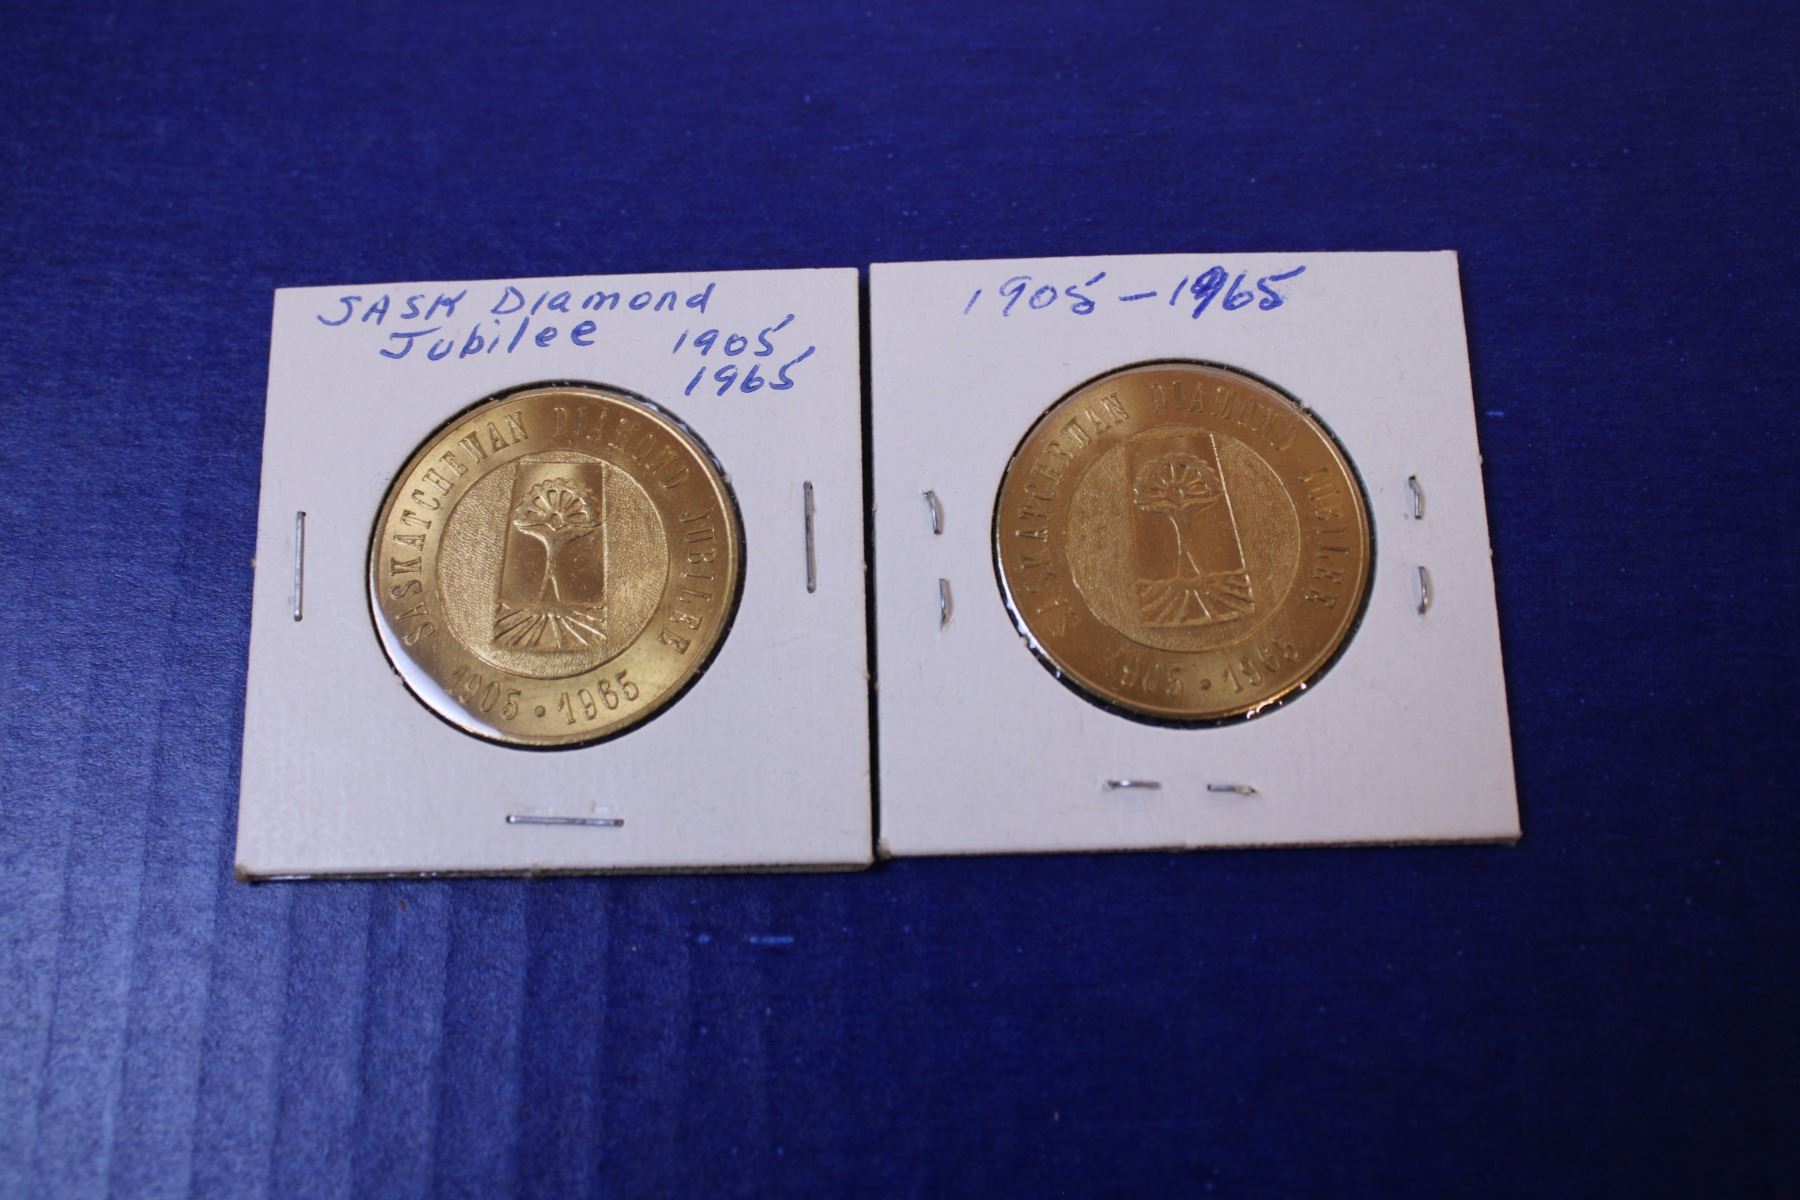 SASK Diamond
Jubilee 1905,
1965
SASKATCHEWAN DIAMOND JUBILEE
1905 • 1965
1905-1965
SASKATCHEWAN DIAMOND JUBILEE
1905 • 1965